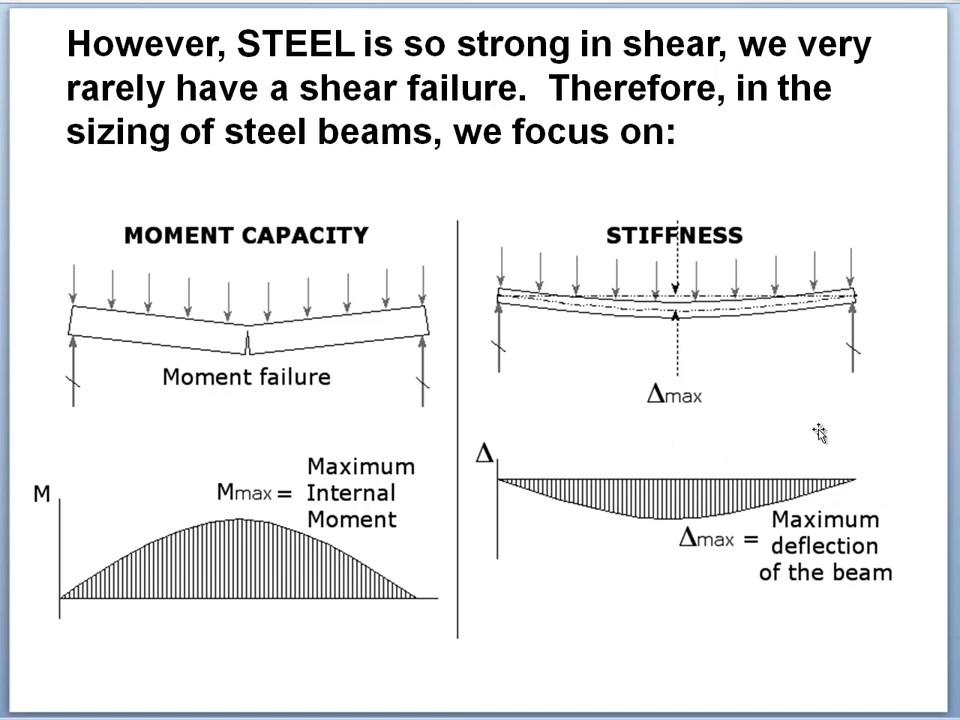 However, STEEL is so strong in shear, we very
rarely have a shear failure.  Therefore, in the
sizing of steel beams, we focus on:
MOMENT CAPACITY
Moment failure
M
Mmax =
Maximum
Internal
Moment
STIFFNESS
Δmax
Δ
Δmax =
Maximum
deflection
of the beam